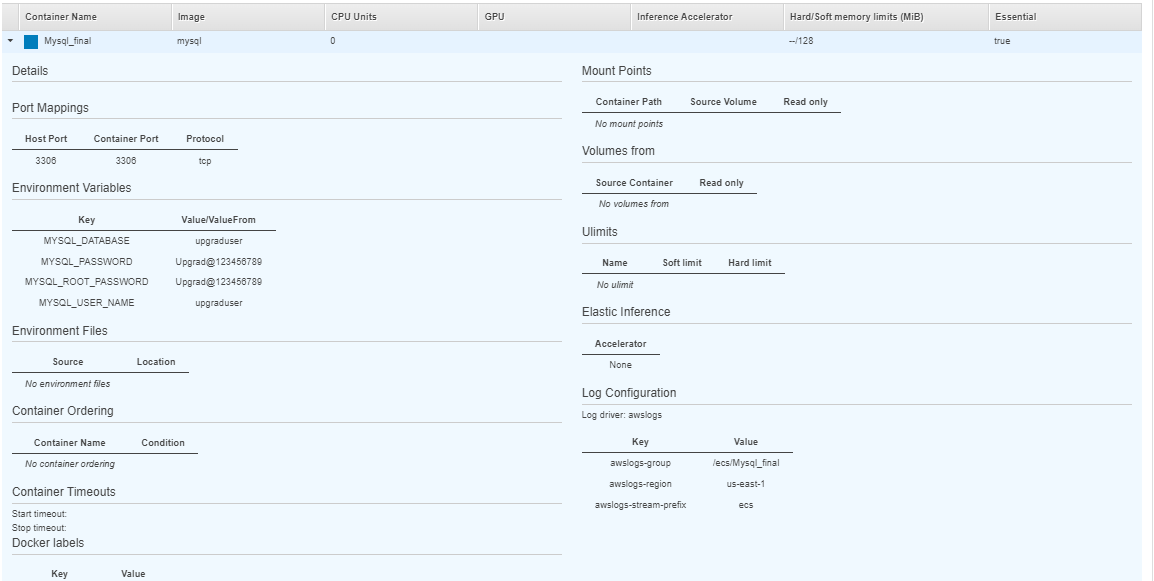 Container Name Image CPU Units GPU Inference Accelerator Hard/Soft memory limits (MiB) Essential
Mysql_final mysql 0 --/128 true
Details
Port Mappings
Host Port Container Port Protocol
3306 3306 tcp
Environment Variables
Key Value/ValueFrom
MYSQL_DATABASE upgraduser
MYSQL_PASSWORD Upgrad@123456789
MYSQL_ROOT_PASSWORD Upgrad@123456789
MYSQL_USER_NAME upgraduser
Environment Files
Source Location
No environment files
Container Ordering
Container Name Condition
No container ordering
Container Timeouts
Start timeout:
Stop timeout:
Docker labels
Key Value
Mount Points
Container Path Source Volume Read only
No mount points
Volumes from
Source Container Read only
No volumes from
Ulimits
Name Soft limit Hard limit
No ulimit
Elastic Inference
Accelerator
None
Log Configuration
Log driver: awslogs
Key Value
awslogs-group /ecs/Mysql_final
awslogs-region us-east-1
awslogs-stream-prefix ecs